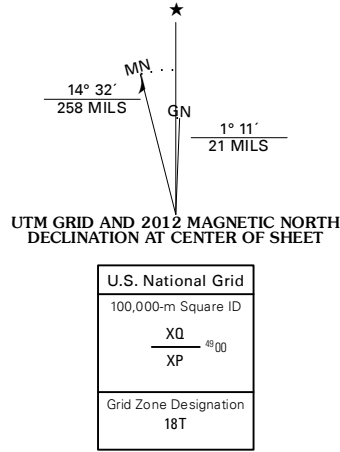 ★
MN
GN
14° 32´
258 MILS
1° 11´
21 MILS
UTM GRID AND 2012 MAGNETIC NORTH
DECLINATION AT CENTER OF SHEET
U.S. National Grid
100,000-m Square ID
XQ
4900
XP
Grid Zone Designation
18T